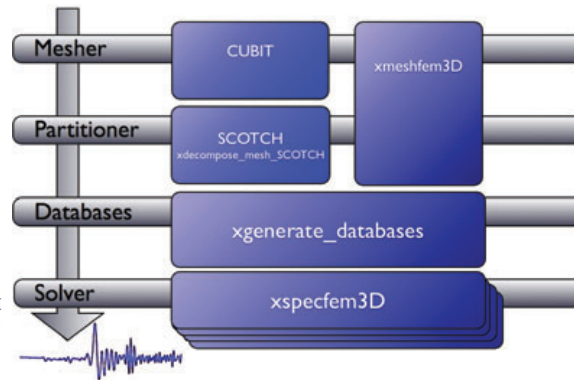 Mesher
CUBIT
xmeshfem3D
Partitioner
SCOTCH
xdecompose_mesh_SCOTCH
Databases
xgenerate_databases
Solver
xspecfem3D